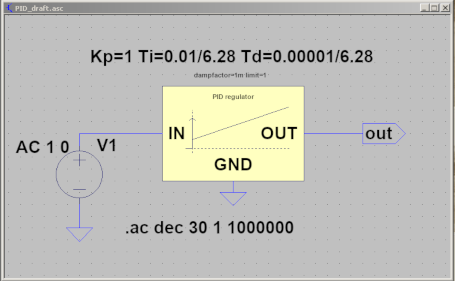 PID_draft.asc
Kp=1 Ti=0.01/6.28 Td=0.00001/6.28
dampfactor=1m limit=1
PID regulator
IN
OUT
out
AC 1 0
V1
GND
.ac dec 30 1 1000000